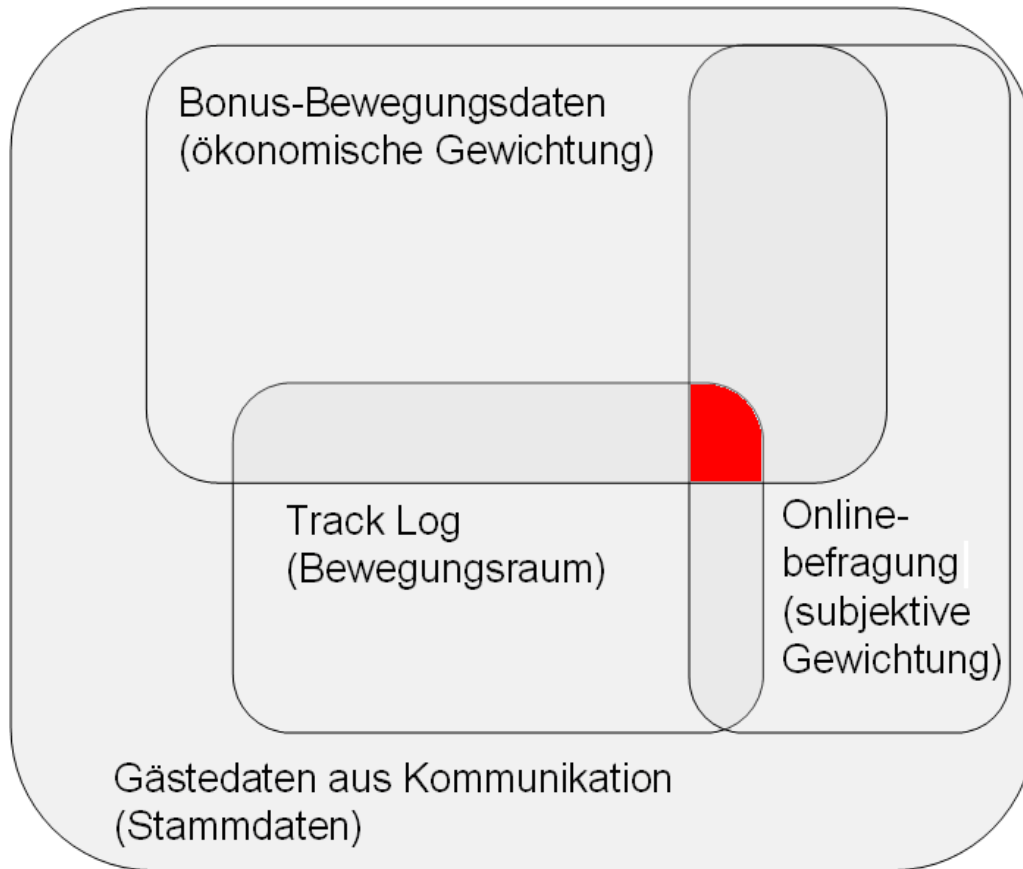 Bonus-Bewegungsdaten
(ökonomische Gewichtung)
Track Log
(Bewegungsraum)
Online-
befragung
(subjektive
Gewichtung)
Gästedaten aus Kommunikation
(Stammdaten)